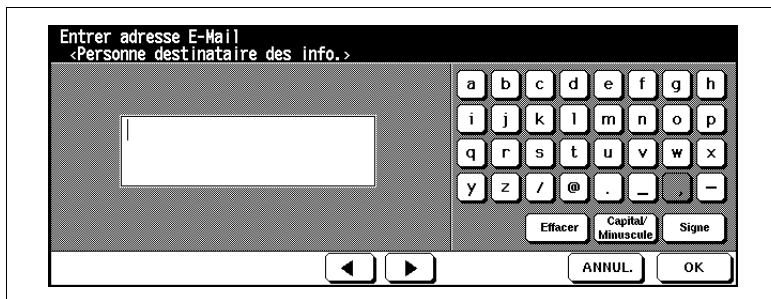 Entrer adresse E-Mail
<Personne destinataire des info.>
a b c d e f g h
i j k l m n o p
q r s t u v w x
y z / @ . _ , -
Effacer Capital/ Minuscule Signe
ANNUL. OK